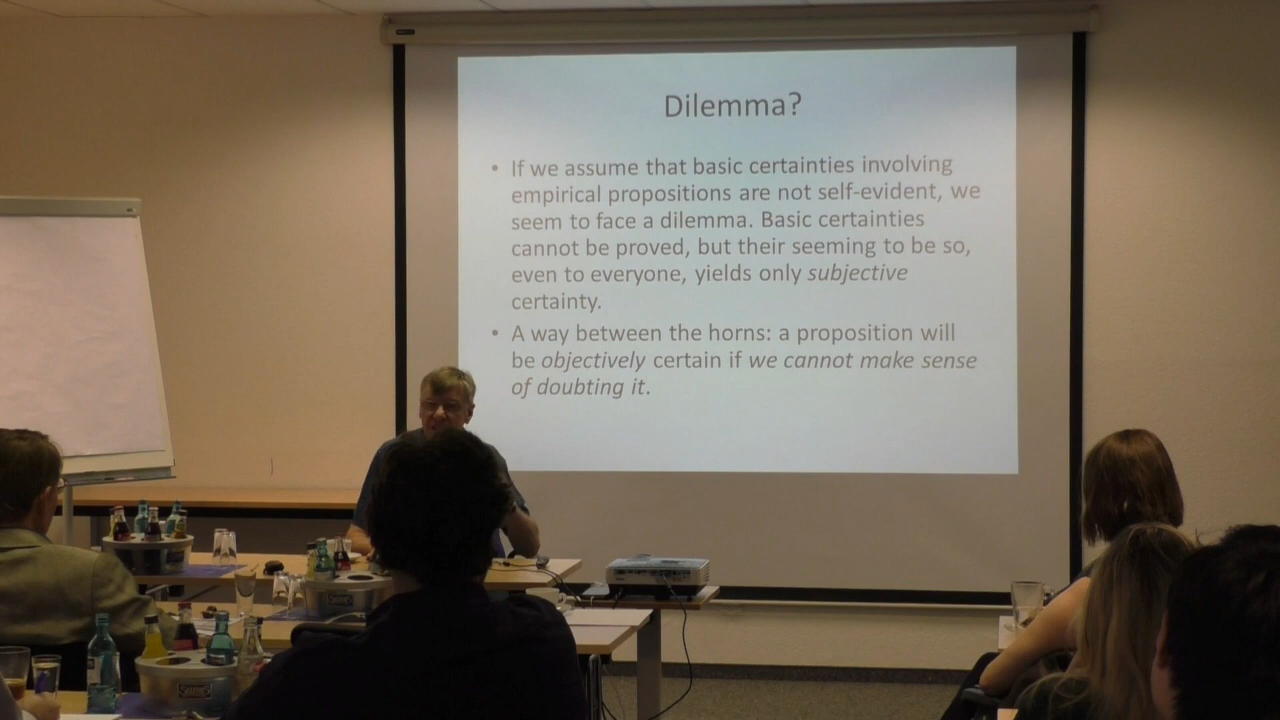 Dilemma?
• If we assume that basic certainties involving
empirical propositions are not self-evident, we
seem to face a dilemma. Basic certainties
cannot be proved, but their seeming to be so,
even to everyone, yields only subjective
certainty.
• A way between the horns: a proposition will
be objectively certain if we cannot make sense
of doubting it.